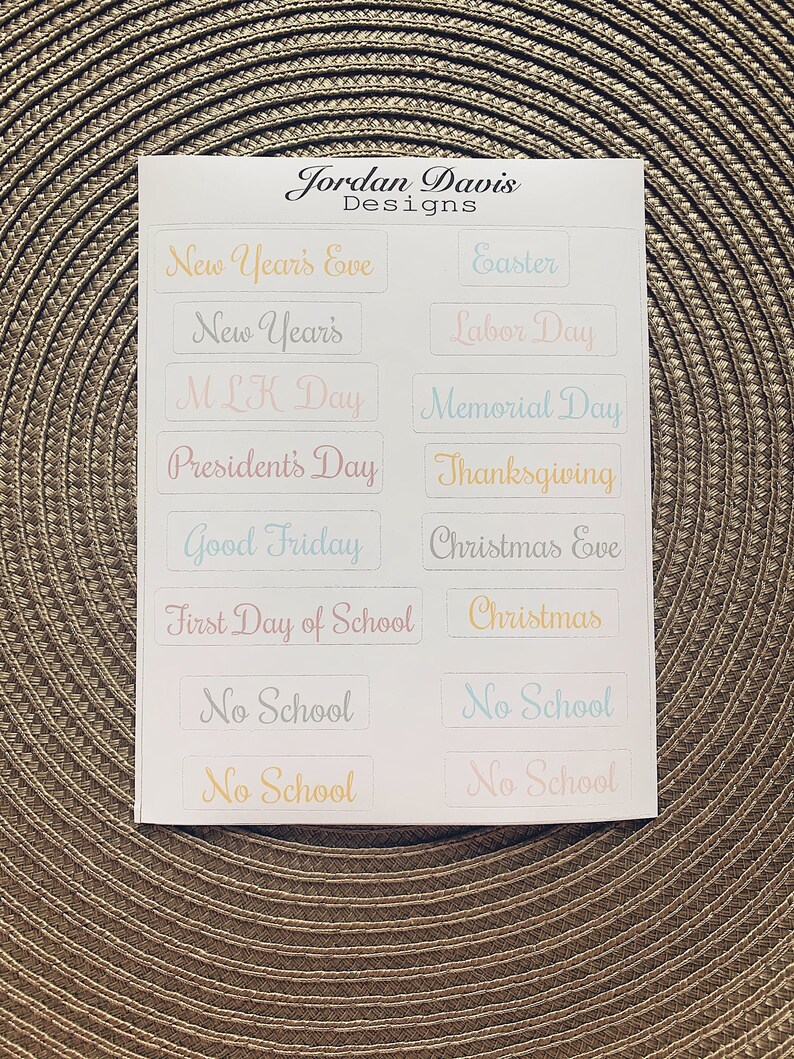 Jordan Davis
Designs
New Year's Eve
Easter
New Year's
Labor Day
MLK Day
Memorial Day
President's Day
Thanksgiving
Good Friday
Christmas Eve
First Day of School
Christmas
No School
No School
No School
No School